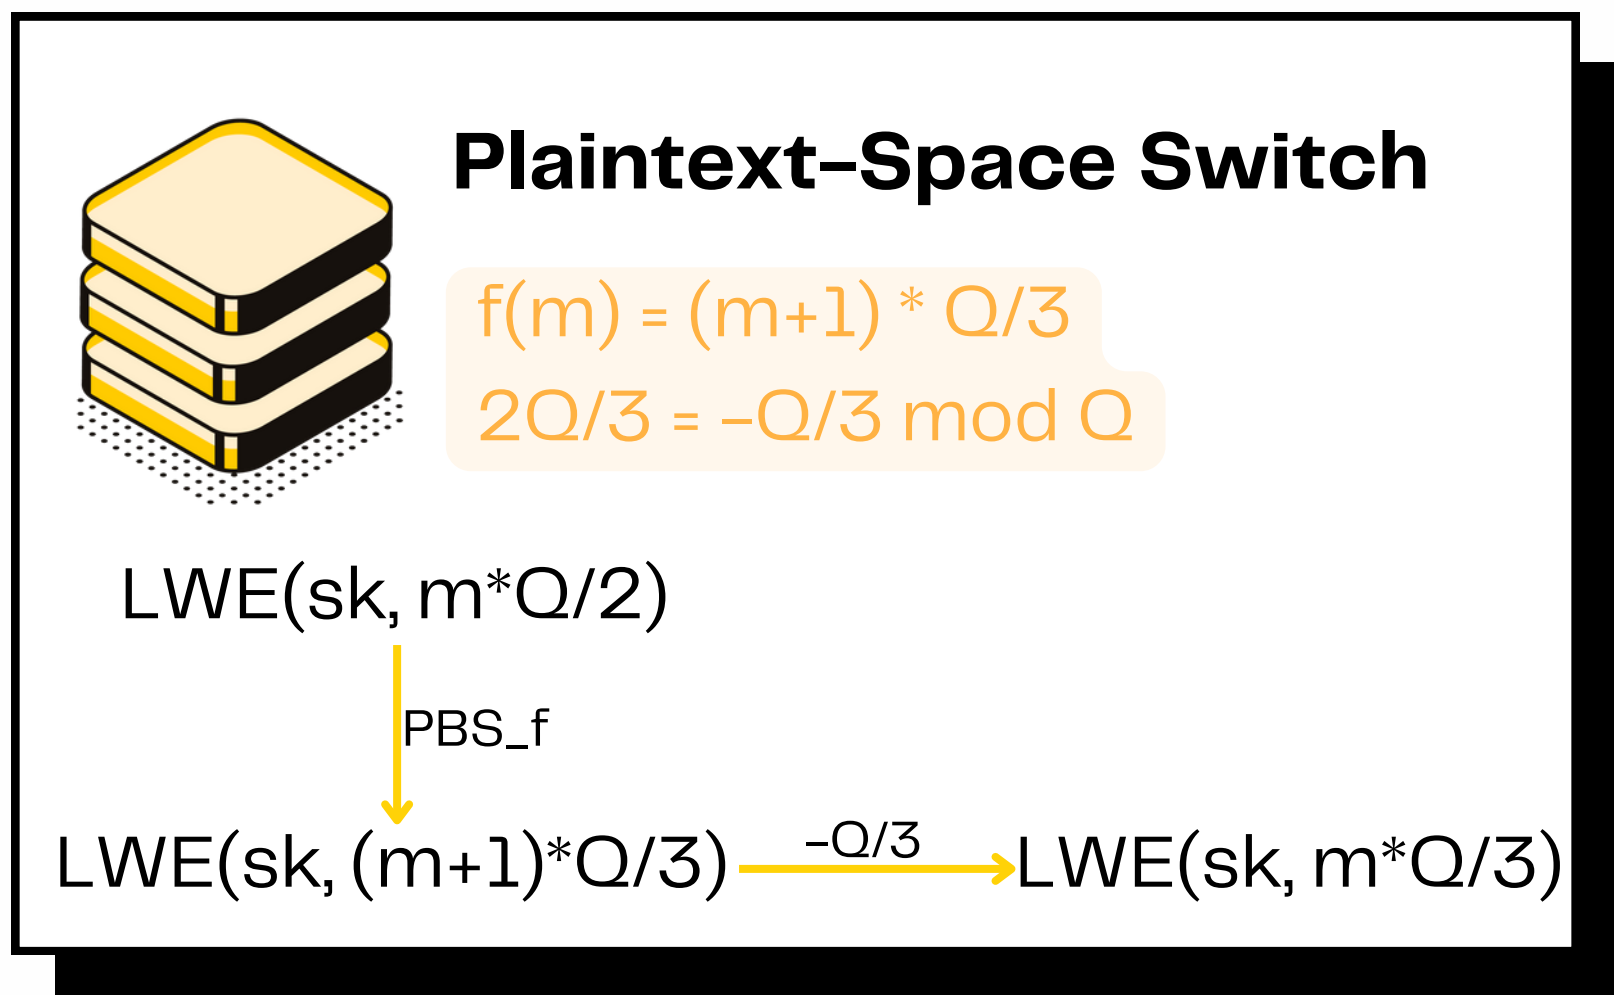 Plaintext-Space Switch
f(m) = (m+1) * Q/3
2Q/3 = -Q/3 mod Q
LWE(sk, m*Q/2)
PBS_f
LWE(sk, (m+1)*Q/3)
-Q/3
LWE(sk, m*Q/3)